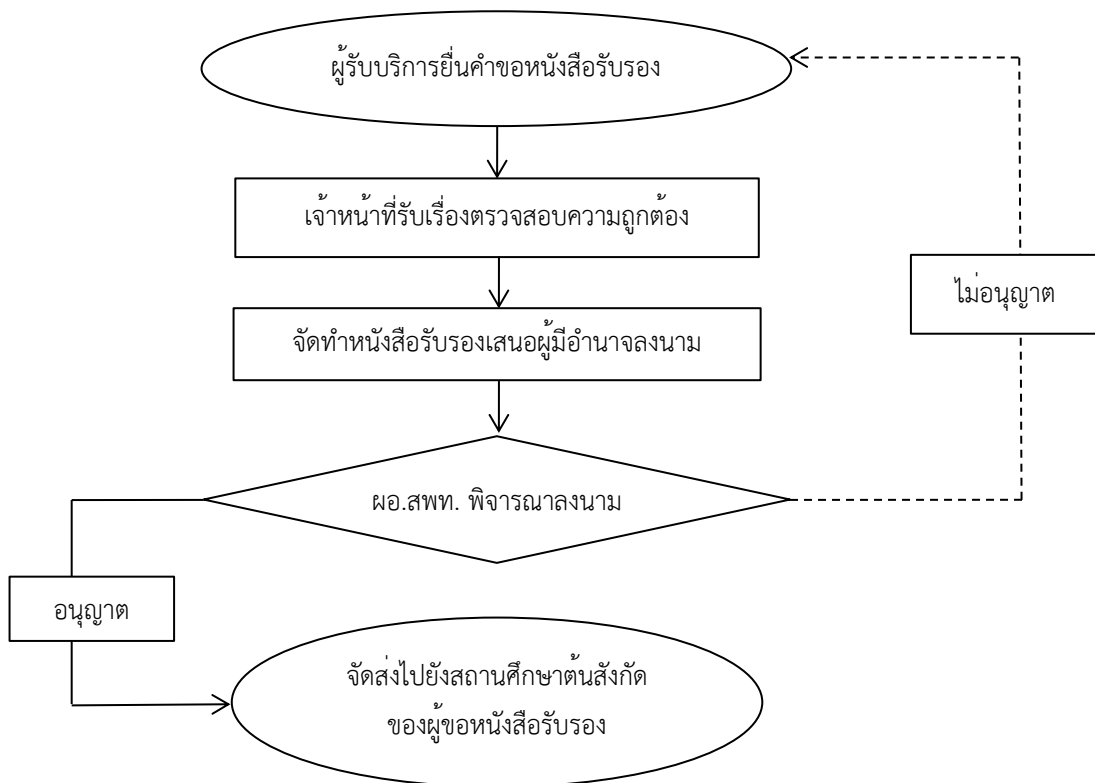 ผู้รับบริการยื่นคำขอหนังสือรับรอง
เจ้าหน้าที่รับเรื่องตรวจสอบความถูกต้อง
ไม่อนุญาต
จัดทำหนังสือรับรองเสนอผู้มีอำนาจลงนาม
ผอ.สพท. พิจารณาลงนาม
อนุญาต
จัดส่งไปยังสถานศึกษาต้นสังกัด
ของผู้ขอหนังสือรับรอง